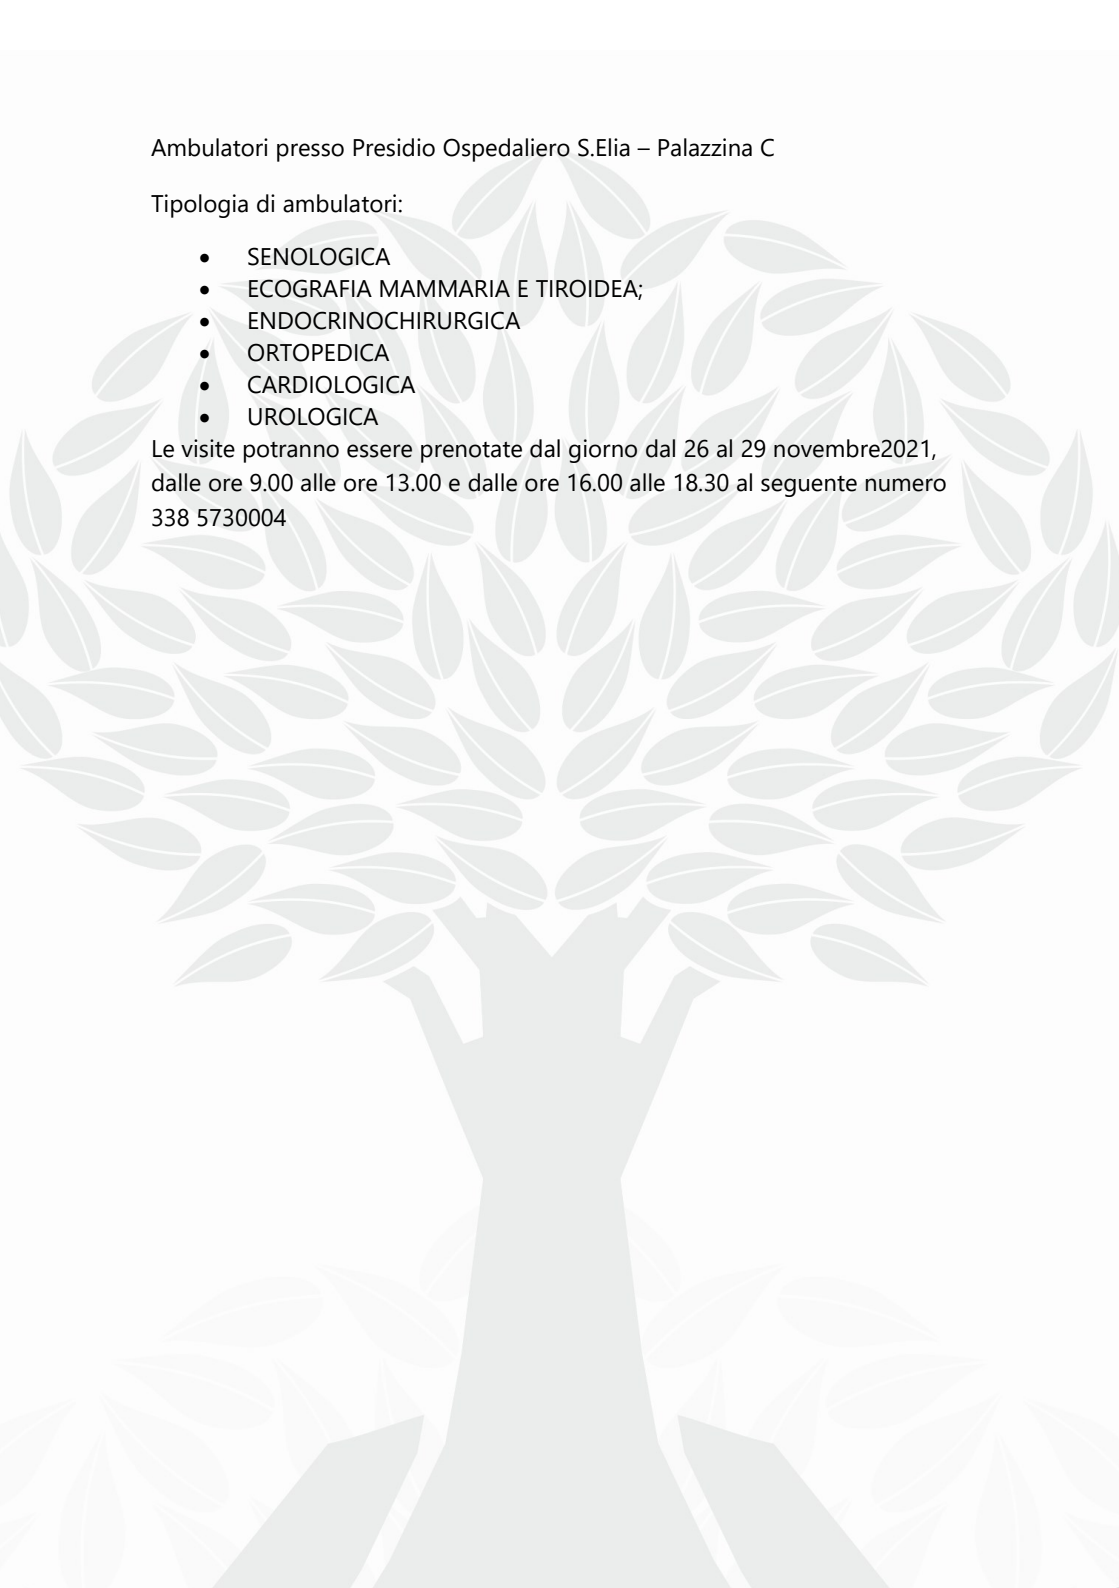 Ambulatori presso Presidio Ospedaliero S.Elia – Palazzina C
Tipologia di ambulatori:
• SENOLOGICA
• ECOGRAFIA MAMMARIA E TIROIDEA;
• ENDOCRINOCHIRURGICA
• ORTOPEDICA
• CARDIOLOGICA
• UROLOGICA
Le visite potranno essere prenotate dal giorno dal 26 al 29 novembre2021,
dalle ore 9.00 alle ore 13.00 e dalle ore 16.00 alle 18.30 al seguente numero
338 5730004